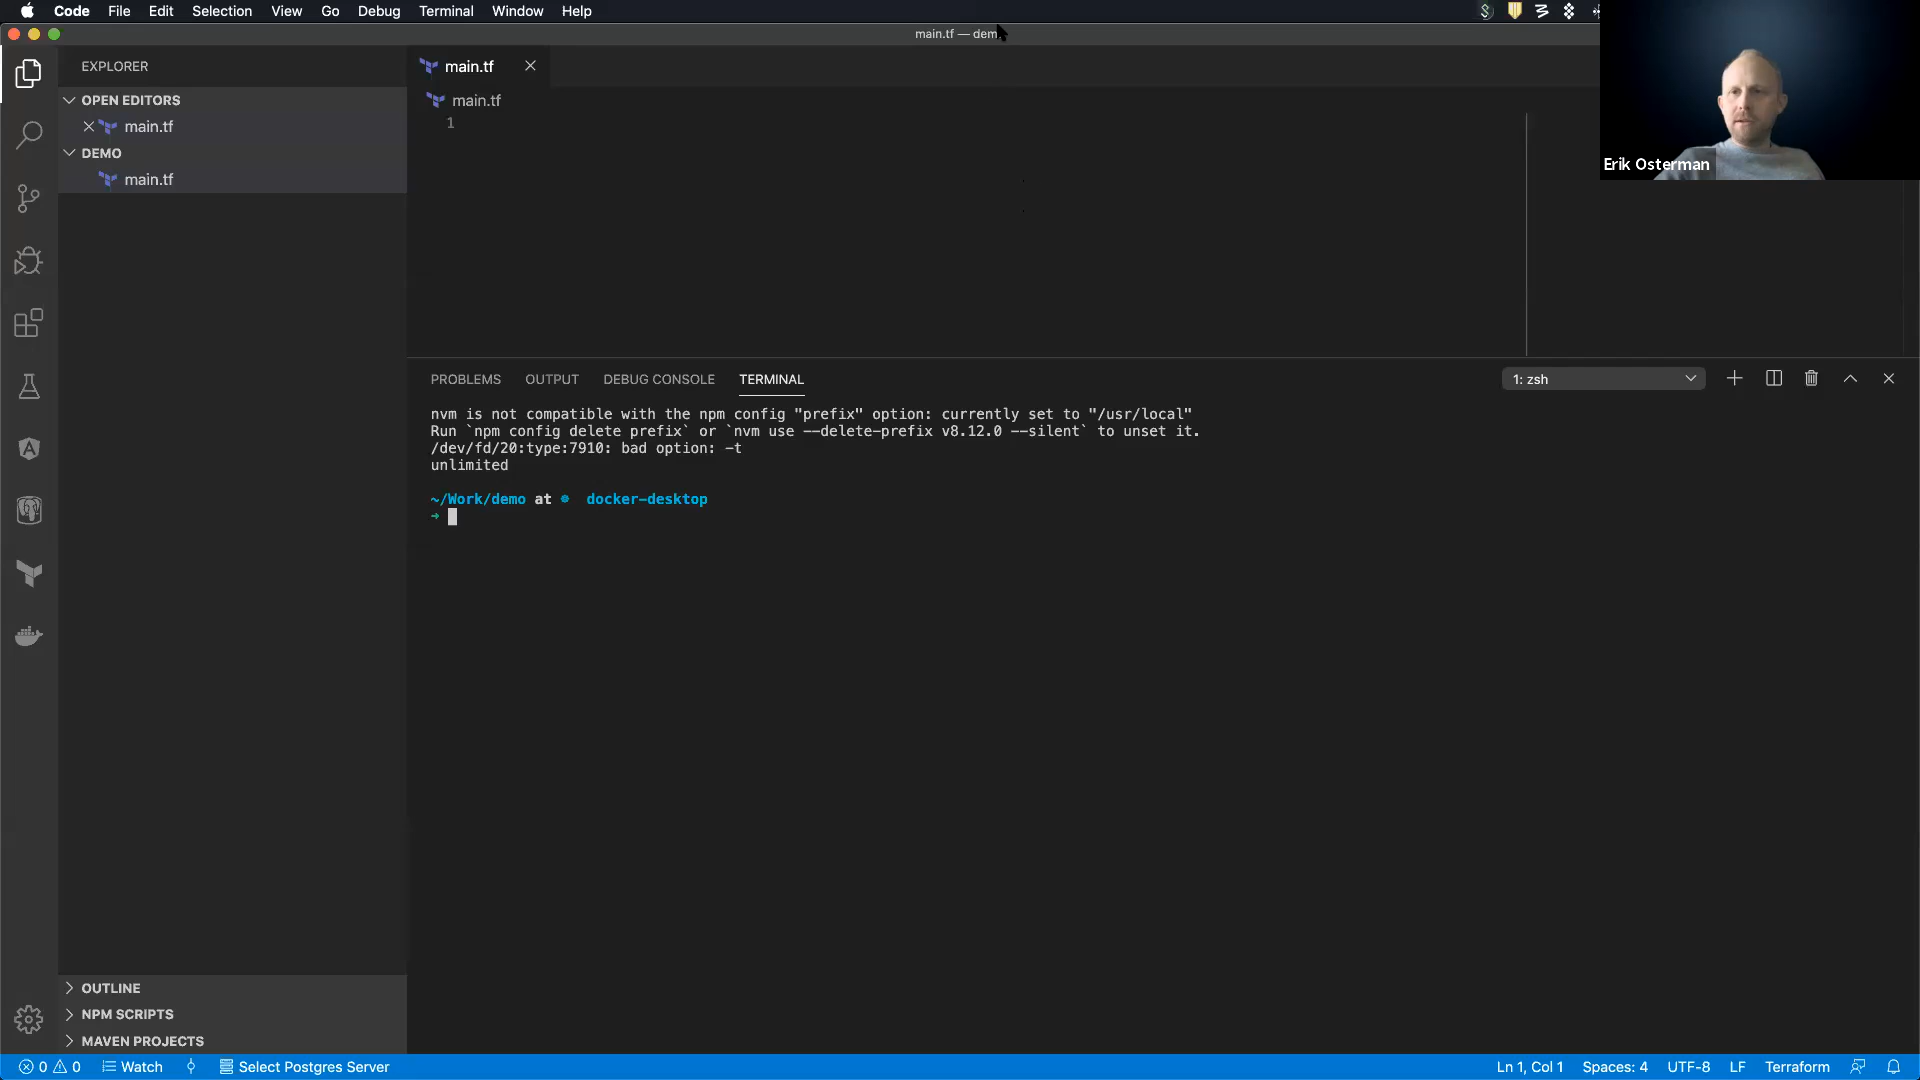 Code File Edit Selection View Go Debug Terminal Window Help
main.tf — dem
EXPLORER
OPEN EDITORS
main.tf
DEMO
main.tf
main.tf
main.tf
1
Erik Osterman
PROBLEMS OUTPUT DEBUG CONSOLE TERMINAL
1: zsh
nvm is not compatible with the npm config "prefix" option: currently set to "/usr/local"
Run `npm config delete prefix` or `nvm use --delete-prefix v8.12.0 --silent` to unset it.
/dev/fd/20:type:7910: bad option: -t
unlimited
~/Work/demo at ☸ docker-desktop
→
OUTLINE
NPM SCRIPTS
MAVEN PROJECTS
0 0 Watch Select Postgres Server
Ln 1, Col 1 Spaces: 4 UTF-8 LF Terraform